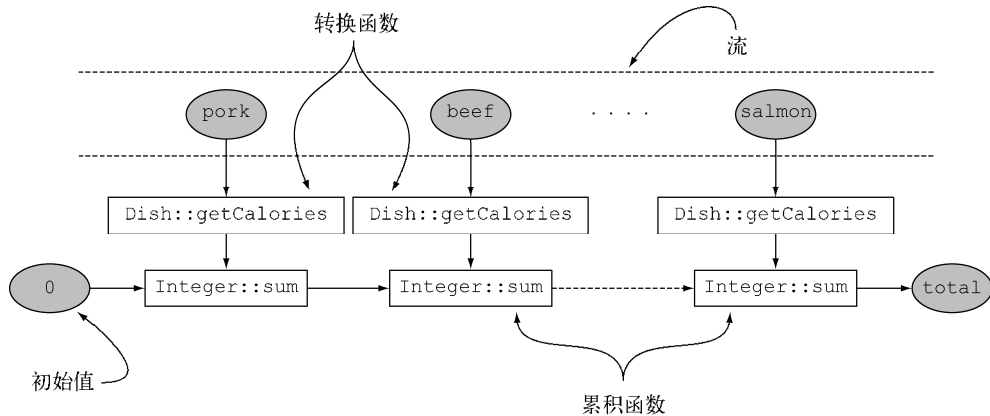 转换函数
流
pork
beef
....
salmon
Dish::getCalories
Dish::getCalories
Dish::getCalories
0
Integer::sum
Integer::sum
Integer::sum
total
初始值
累积函数